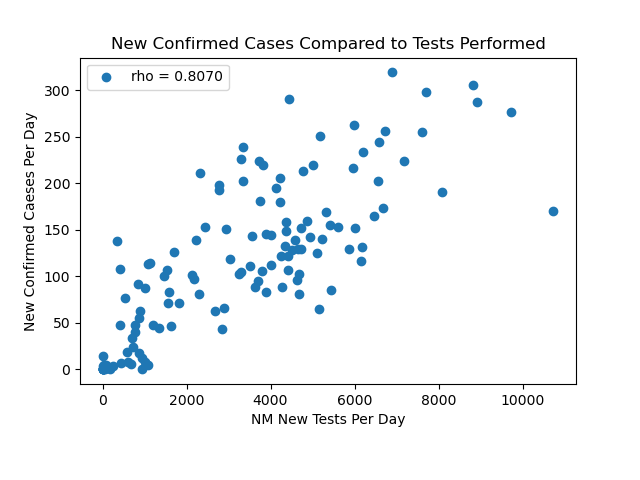 New Confirmed Cases Compared to Tests Performed
rho = 0.8070
300
250
200
150
100
50
0
New Confirmed Caeses Per Day
0 2000 4000 6000 8000 10000
NM New Tests Per Day